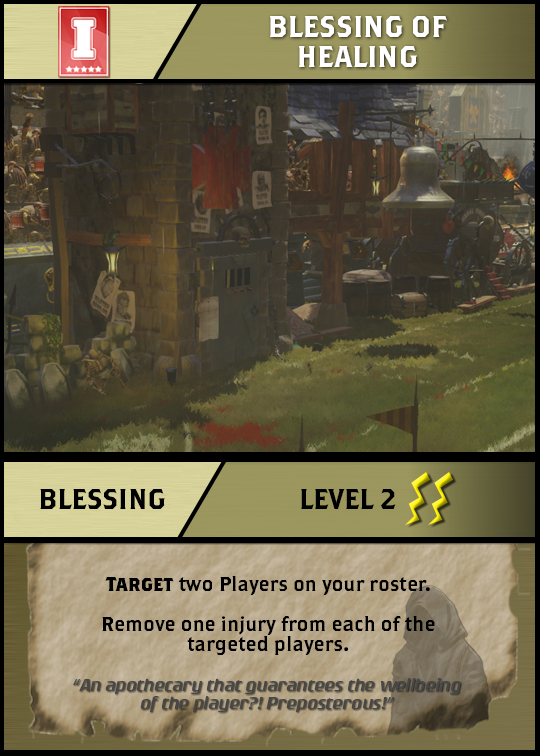 I
BLESSING OF
HEALING
BLESSING
LEVEL 2
TARGET two Players on your roster.
Remove one injury from each of the
targeted players.
“An apothecary that guarantees the wellbeing
of the player?! Preposterous!”